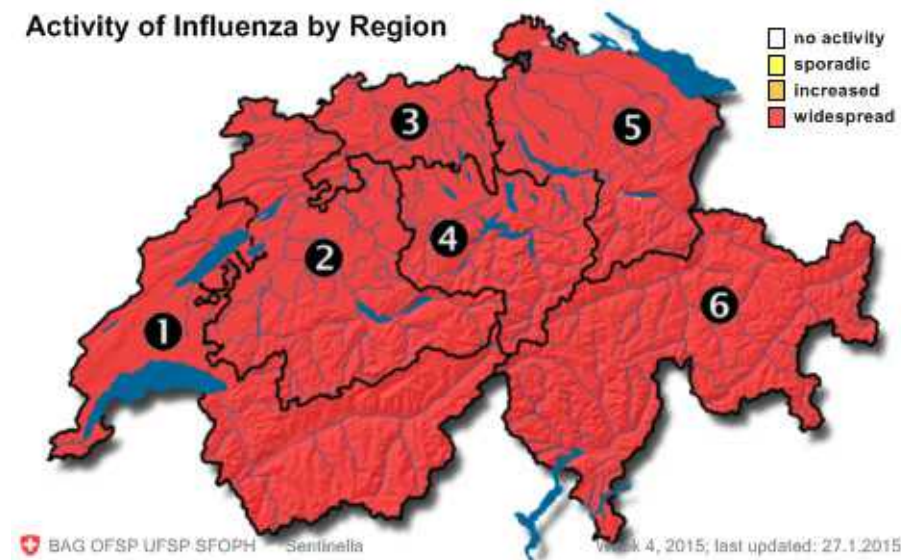 Activity of Influenza by Region
no activity
sporadic
increased
widespread
3
5
4
2
6
1
BAG OFSP UFSP SFOPH Sentinella
Week 4, 2015; last updated: 27.1.2015